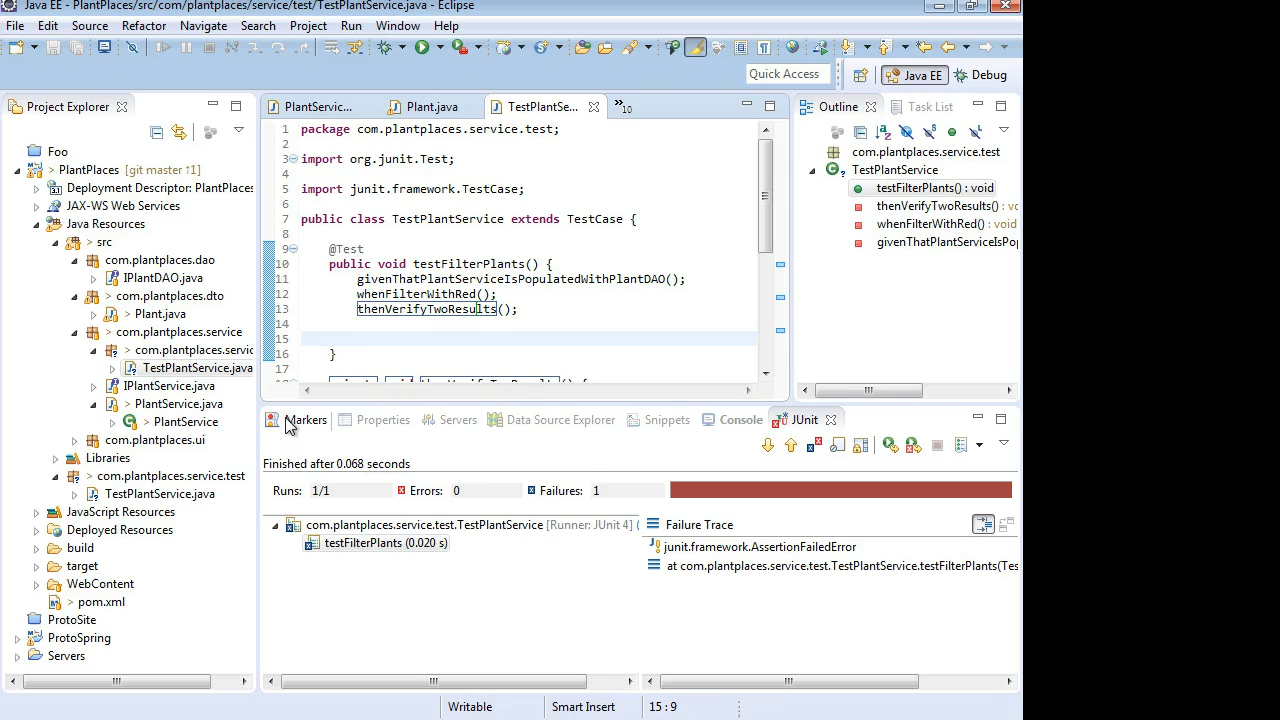 Java EE - PlantPlaces/src/com/plantplaces/service/test/TestPlantService.java - Eclipse
File Edit Source Refactor Navigate Search Project Run Window Help
Quick Access
Java EE
Debug
Project Explorer
Foo
> PlantPlaces [git master ↑1]
Deployment Descriptor: PlantPlaces
JAX-WS Web Services
Java Resources
> src
com.plantplaces.dao
IPlantDAO.java
> com.plantplaces.dto
Plant.java
> com.plantplaces.service
> com.plantplaces.servic
TestPlantService.java
IPlantService.java
> PlantService.java
> PlantService
com.plantplaces.ui
Libraries
> com.plantplaces.service.test
TestPlantService.java
JavaScript Resources
Deployed Resources
build
target
WebContent
> pom.xml
ProtoSite
ProtoSpring
Servers
PlantServic...
Plant.java
TestPlantSe...
»10
1 package com.plantplaces.service.test;
2
3 import org.junit.Test;
4
5 import junit.framework.TestCase;
6
7 public class TestPlantService extends TestCase {
8
9 @Test
10 public void testFilterPlants() {
11 givenThatPlantServiceIsPopulatedWithPlantDAO();
12 whenFilterWithRed();
13 thenVerifyTwoResults();
14
15
16 }
17
Outline
Task List
com.plantplaces.service.test
TestPlantService
testFilterPlants() : void
thenVerifyTwoResults() : vo
whenFilterWithRed() : void
givenThatPlantServiceIsPop
Markers
Properties
Servers
Data Source Explorer
Snippets
Console
JUnit
Finished after 0.068 seconds
Runs: 1/1
Errors: 0
Failures: 1
com.plantplaces.service.test.TestPlantService [Runner: JUnit 4] (
testFilterPlants (0.020 s)
Failure Trace
junit.framework.AssertionFailedError
at com.plantplaces.service.test.TestPlantService.testFilterPlants(Tes
Writable
Smart Insert
15 : 9